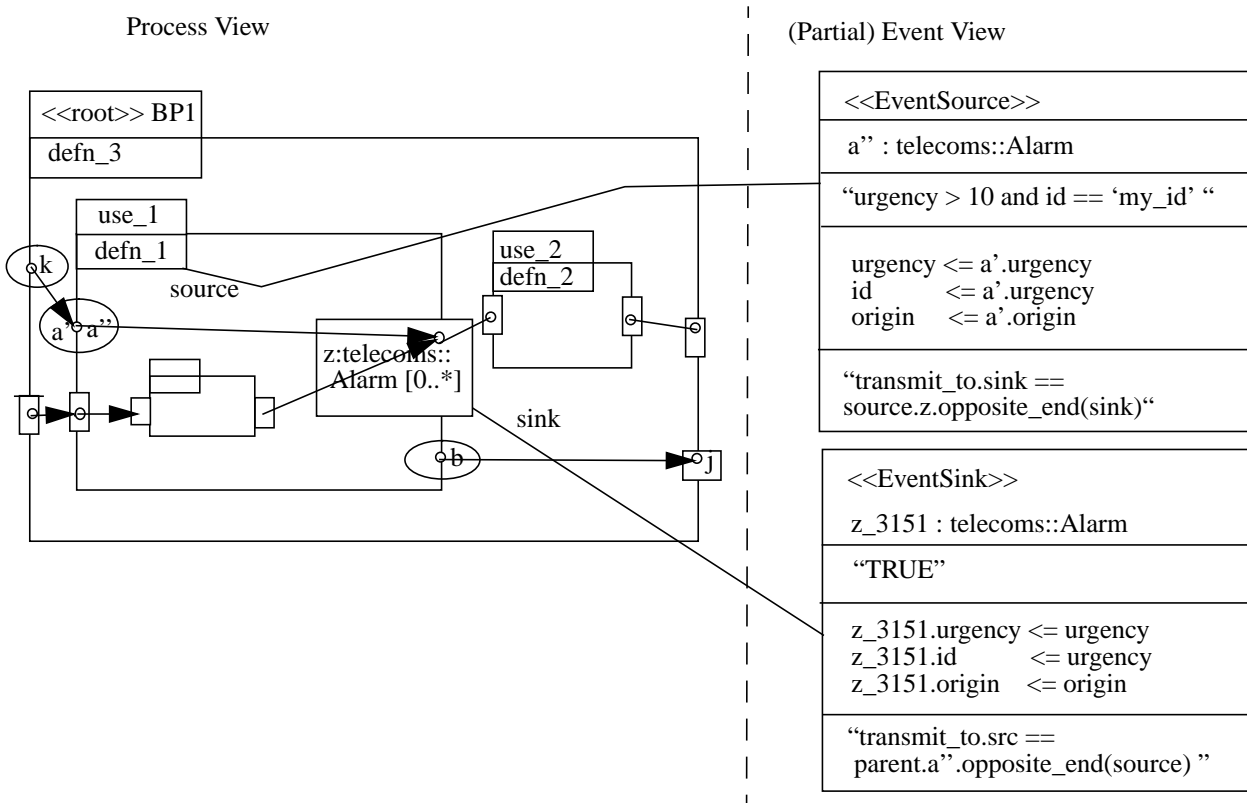 Process View
(Partial) Event View
<<root>> BP1
defn_3
use_1
defn_1
source
use_2
defn_2
k
a’ a’’
z:telecoms::
Alarm [0..*]
sink
b
j
<<EventSource>>
a’’ : telecoms::Alarm
“urgency > 10 and id == ‘my_id’ “
urgency <= a’.urgency
id <= a’.urgency
origin <= a’.origin
“transmit_to.sink ==
source.z.opposite_end(sink)“
<<EventSink>>
z_3151 : telecoms::Alarm
“TRUE”
z_3151.urgency <= urgency
z_3151.id <= urgency
z_3151.origin <= origin
“transmit_to.src ==
parent.a’’.opposite_end(source) ”